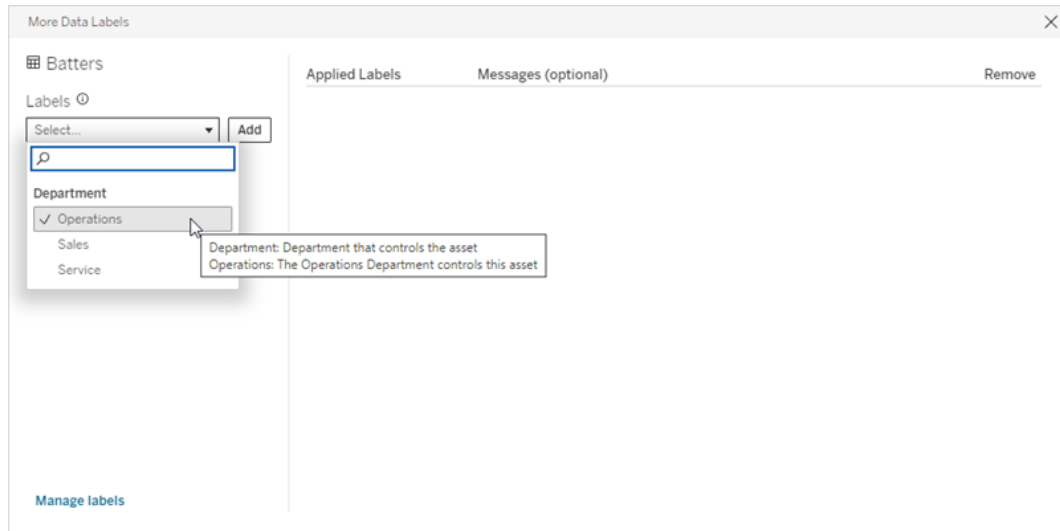 More Data Labels
Batters
Labels
Select...
Add
Department
Operations
Sales
Service
Department: Department that controls the asset
Operations: The Operations Department controls this asset
Manage labels
Applied Labels Messages (optional) Remove